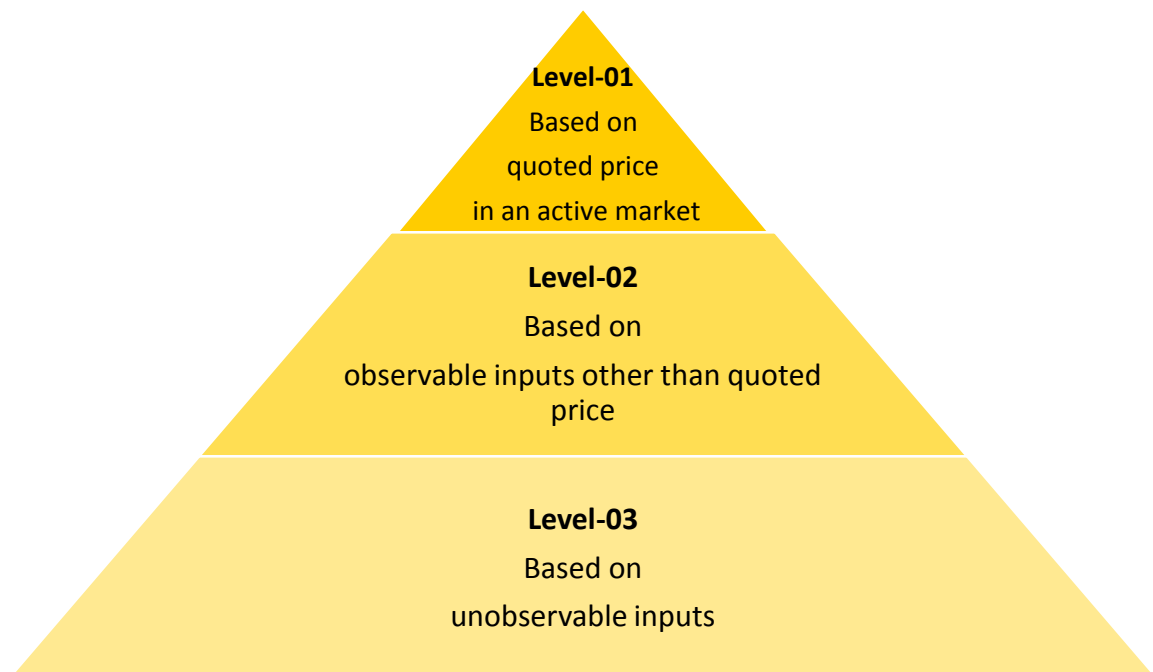 Level-01
Based on
quoted price
in an active market
Level-02
Based on
observable inputs other than quoted
price
Level-03
Based on
unobservable inputs